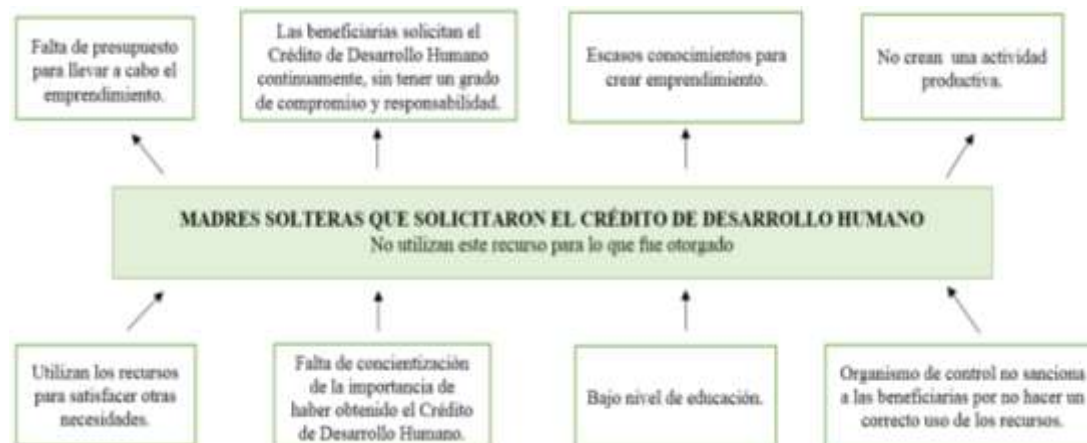 Falta de presupuesto
para llevar a cabo el
emprendimiento.
Las beneficiarias solicitan el
Crédito de Desarrollo Humano
continuamente, sin tener un grado
de compromiso y responsabilidad.
Escasos conocimientos para
crear emprendimiento.
No crean una actividad
productiva.
MADRES SOLTERAS QUE SOLICITARON EL CRÉDITO DE DESARROLLO HUMANO
No utilizan este recurso para lo que fue otorgado
Utilizan los recursos
para satisfacer otras
necesidades.
Falta de concientización
de la importancia de
haber obtenido el Crédito
de Desarrollo Humano.
Bajo nivel de educación.
Organismo de control no sanciona
a las beneficiarias por no hacer un
correcto uso de los recursos.